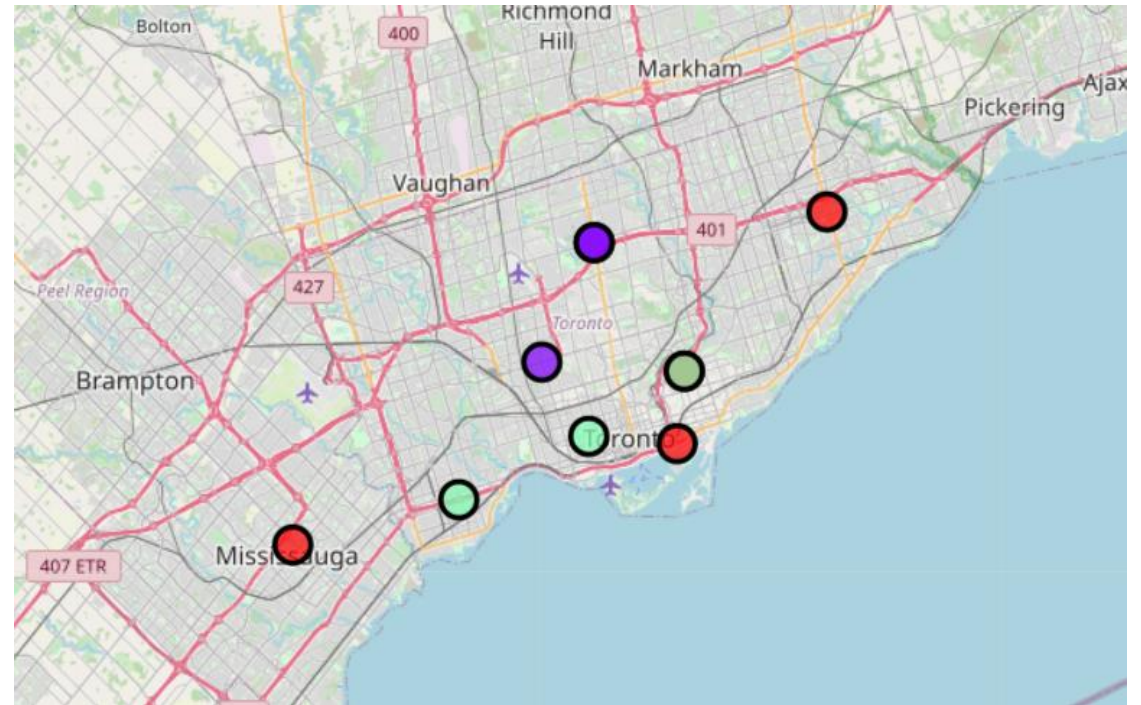 Bolton
400
Richmond
Hill
Markham
Ajax
Pickering
Vaughan
401
Peel Region
427
Toronto
Brampton
Toronto
Mississauga
407 ETR